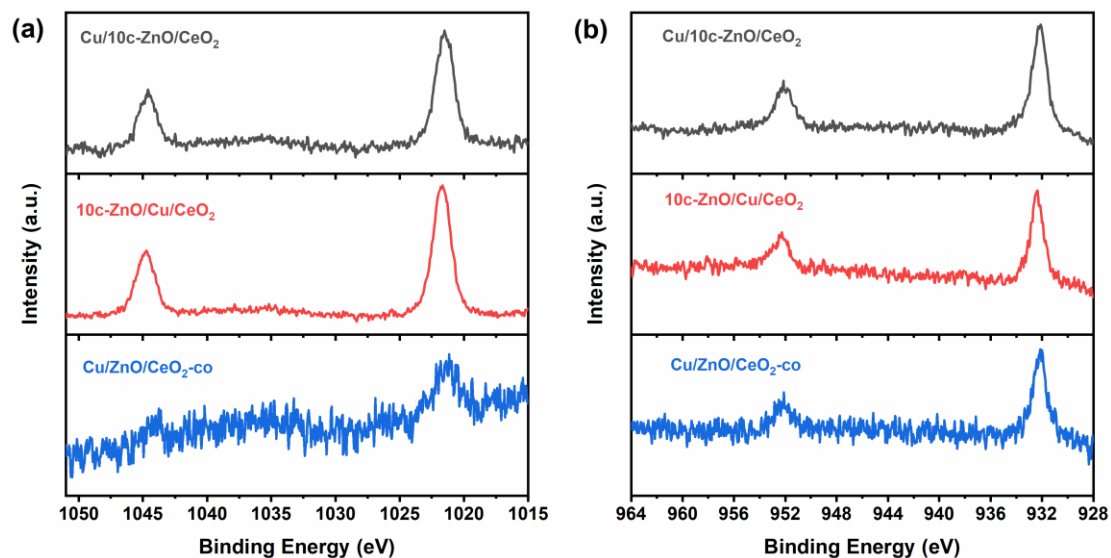 (a)
Cu/10c-ZnO/CeO₂
10c-ZnO/Cu/CeO₂
Cu/ZnO/CeO₂-co
Intensity (a.u.)
1050 1045 1040 1035 1030 1025 1020 1015
Binding Energy (eV)
(b)
Cu/10c-ZnO/CeO₂
10c-ZnO/Cu/CeO₂
Cu/ZnO/CeO₂-co
Intensity (a.u.)
964 960 956 952 948 944 940 936 932 928
Binding Energy (eV)